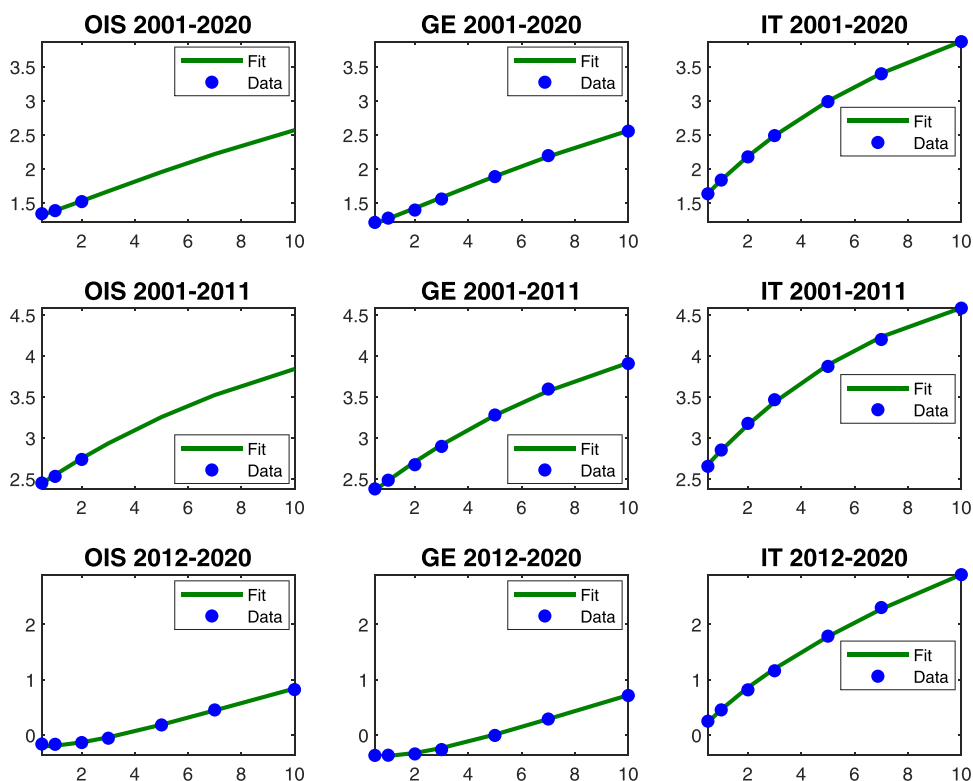 OIS 2001-2020
3.5
3
2.5
2
1.5
2 4 6 8 10
Fit
Data
GE 2001-2020
3.5
3
2.5
2
1.5
2 4 6 8 10
Fit
Data
IT 2001-2020
3.5
3
2.5
2
1.5
2 4 6 8 10
Fit
Data
OIS 2001-2011
4.5
4
3.5
3
2.5
2 4 6 8 10
Fit
Data
GE 2001-2011
4.5
4
3.5
3
2.5
2 4 6 8 10
Fit
Data
IT 2001-2011
4.5
4
3.5
3
2.5
2 4 6 8 10
Fit
Data
OIS 2012-2020
2
1
0
2 4 6 8 10
Fit
Data
GE 2012-2020
2
1
0
2 4 6 8 10
Fit
Data
IT 2012-2020
2
1
0
2 4 6 8 10
Fit
Data